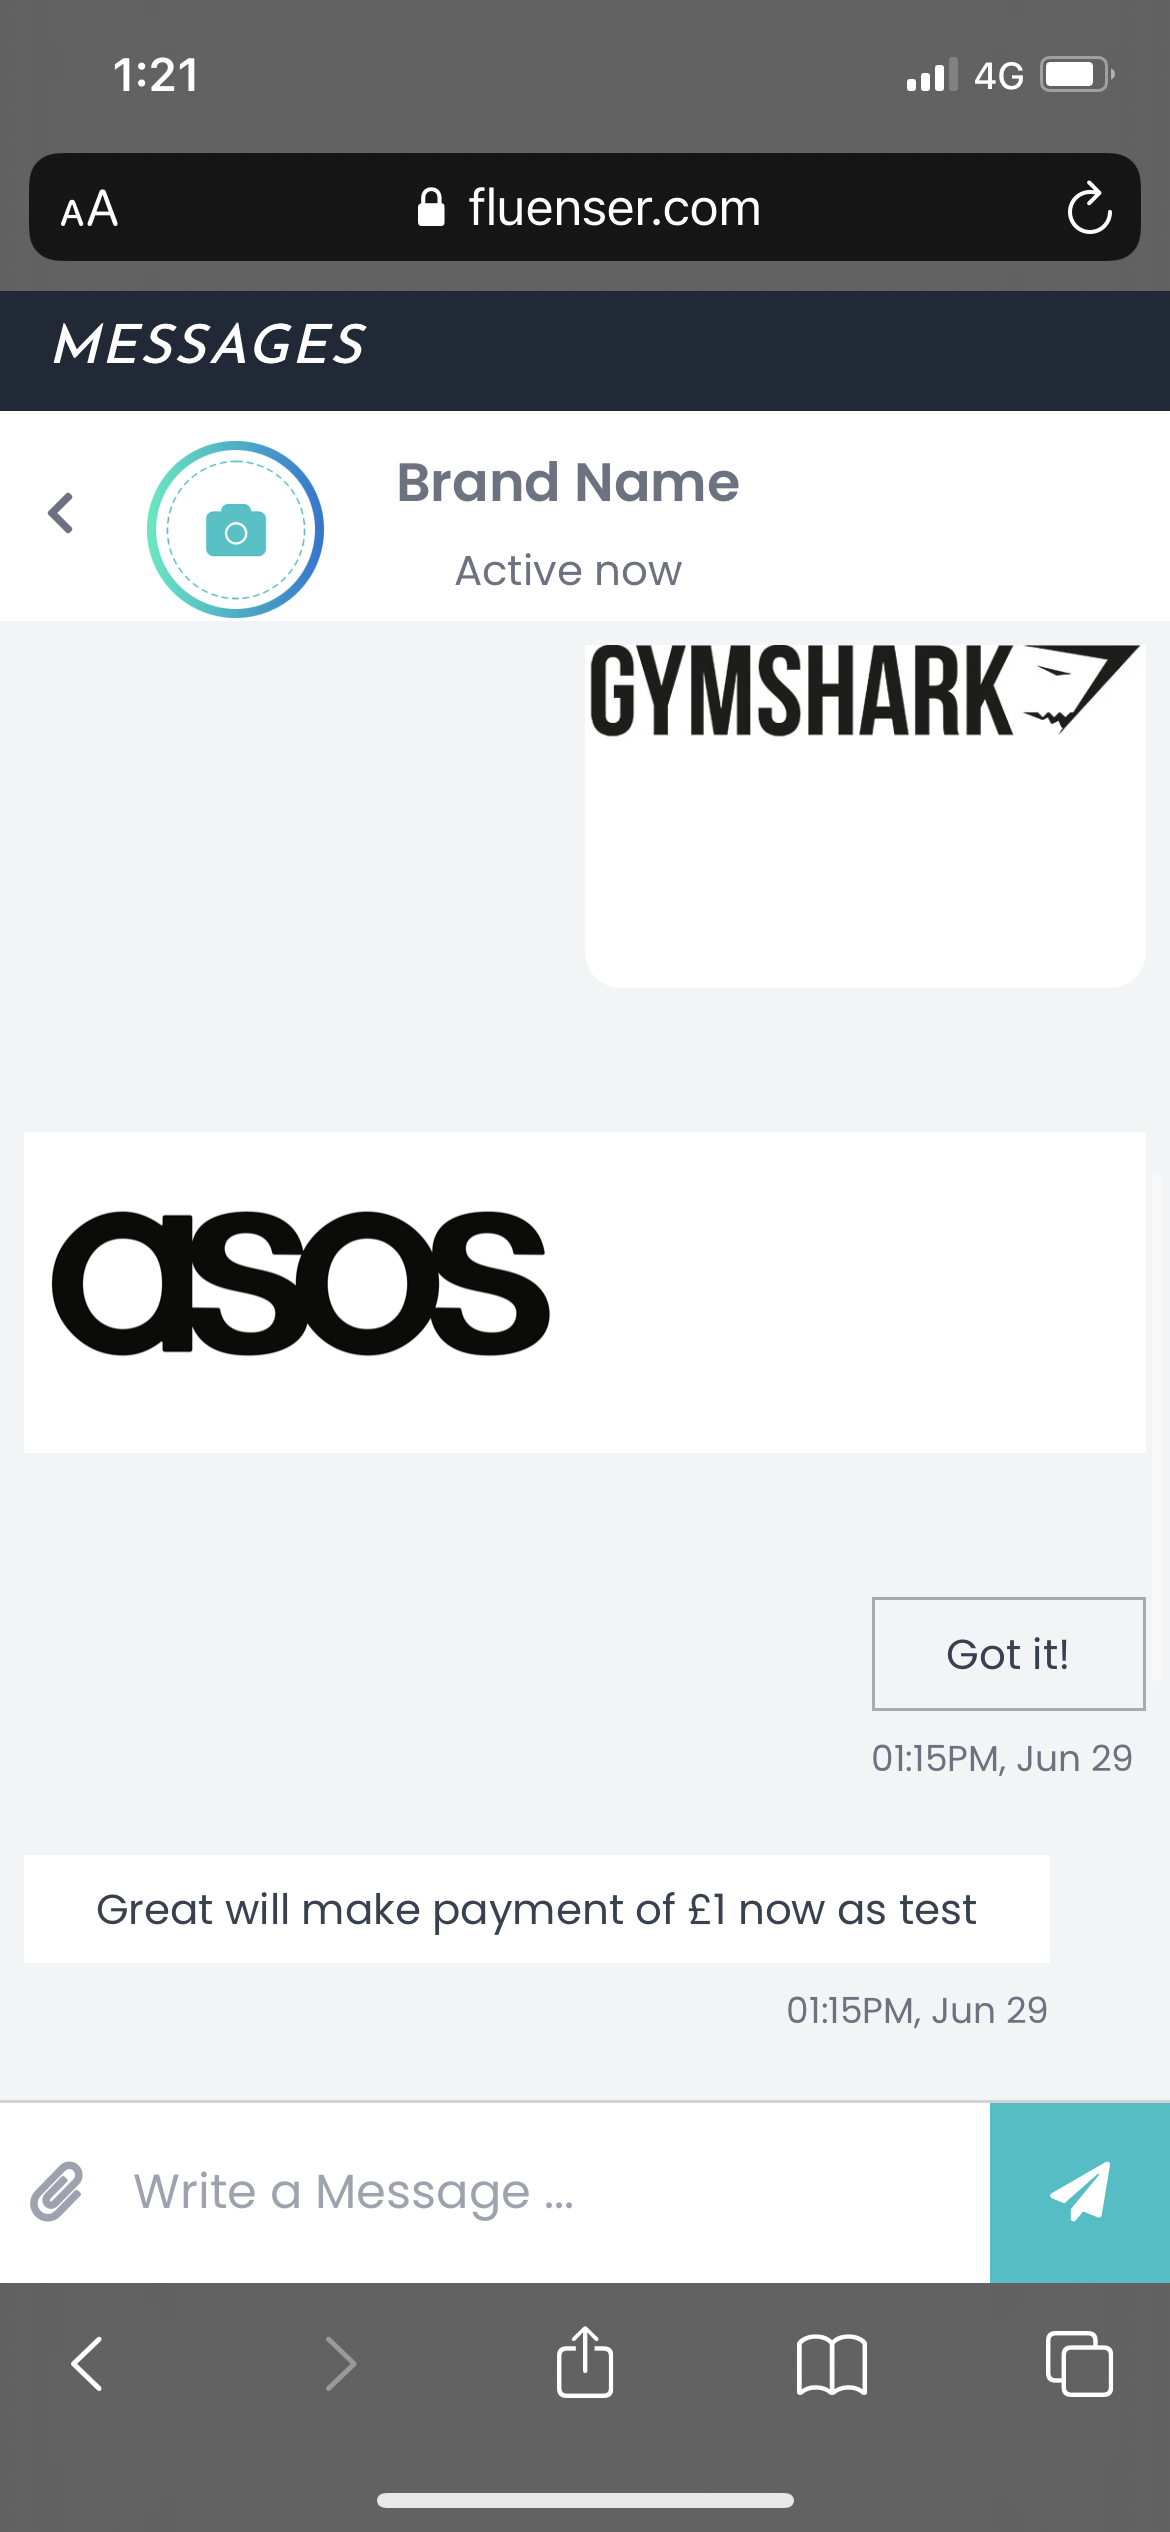 1:21
4G
AA
fluenser.com
MESSAGES
Brand Name
Active now
GYMSHARK
asos
Got it!
01:15PM, Jun 29
Great will make payment of £1 now as test
01:15PM, Jun 29
Write a Message ...